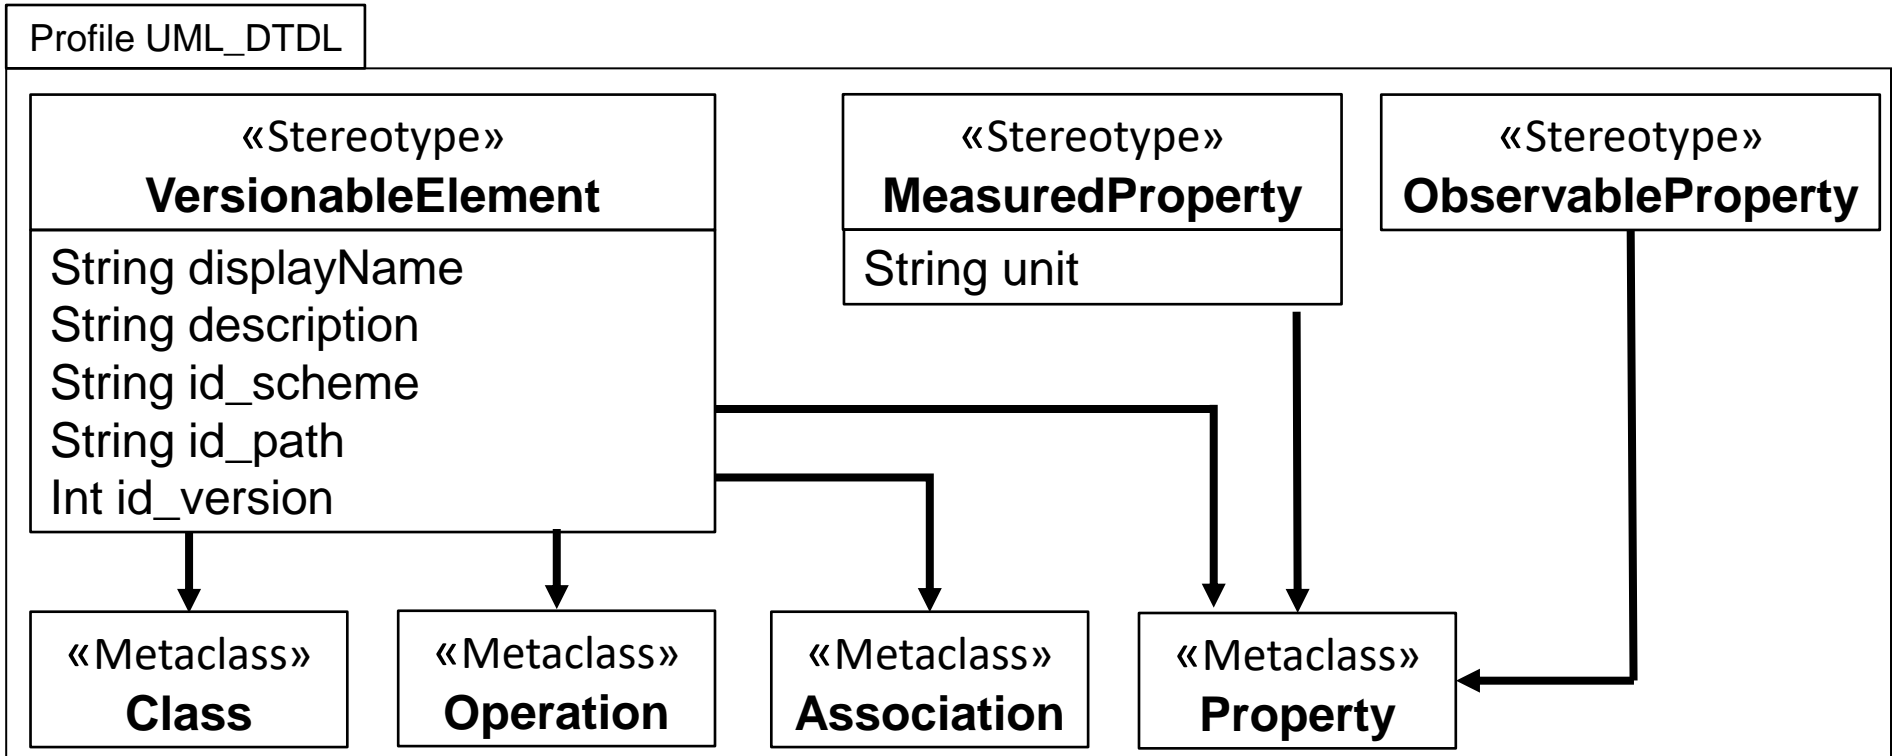 Profile UML_DTDL
«Stereotype»
VersionableElement
String displayName
String description
String id_scheme
String id_path
Int id_version
«Stereotype»
MeasuredProperty
String unit
«Stereotype»
ObservableProperty
«Metaclass»
Class
«Metaclass»
Operation
«Metaclass»
Association
«Metaclass»
Property